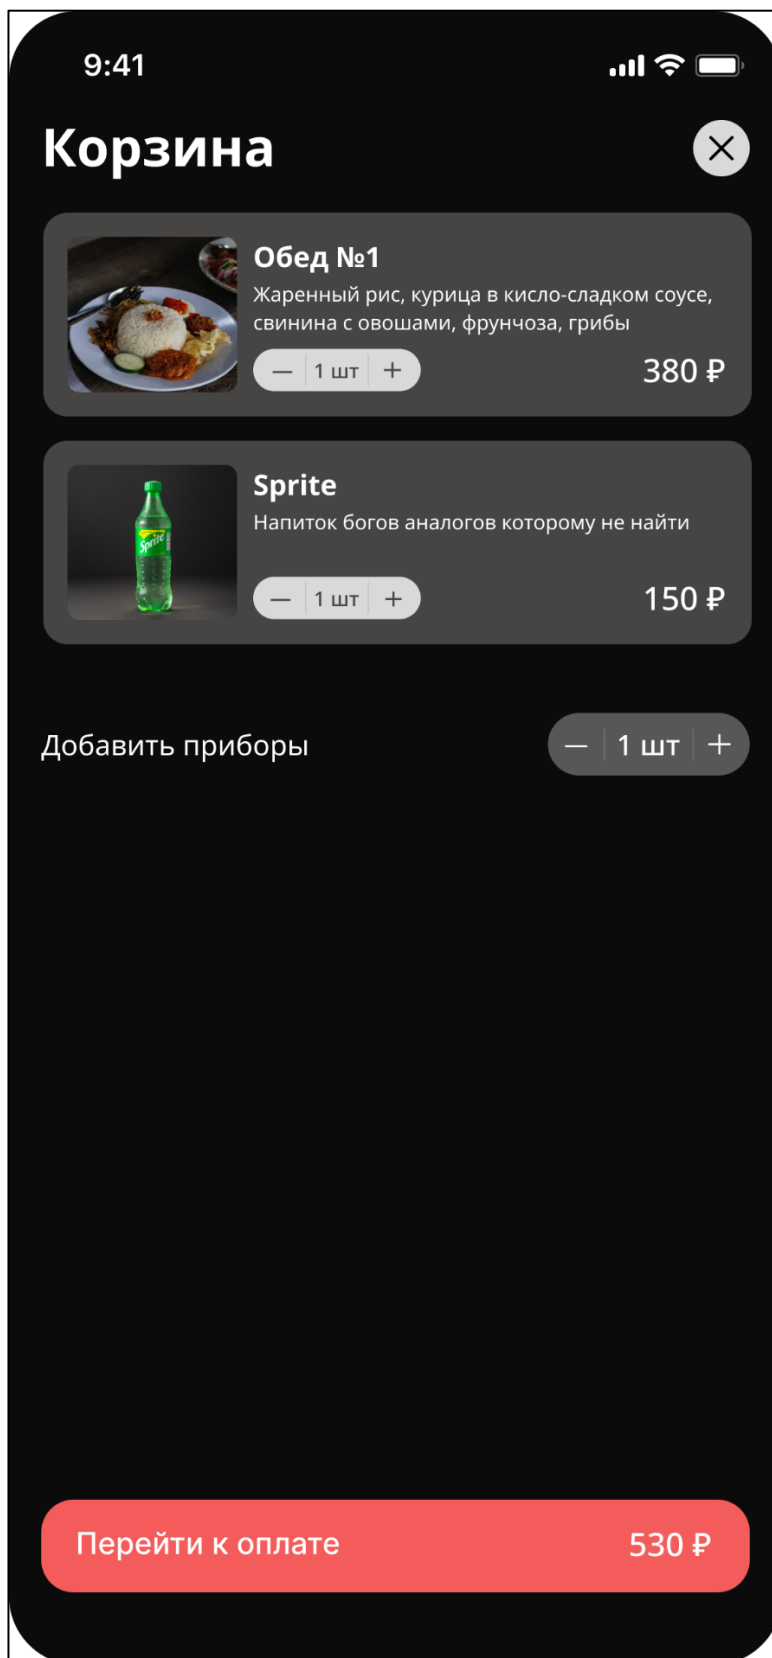 9:41
Корзина
Обед №1
Жаренный рис, курица в кисло-сладком соусе,
свинина с овошами, фрунчоза, грибы
— 1 шт +
380 ₽
Sprite
Sprite
Напиток богов аналогов которому не найти
— 1 шт +
150 ₽
Добавить приборы
— 1 шт +
Перейти к оплате
530 ₽